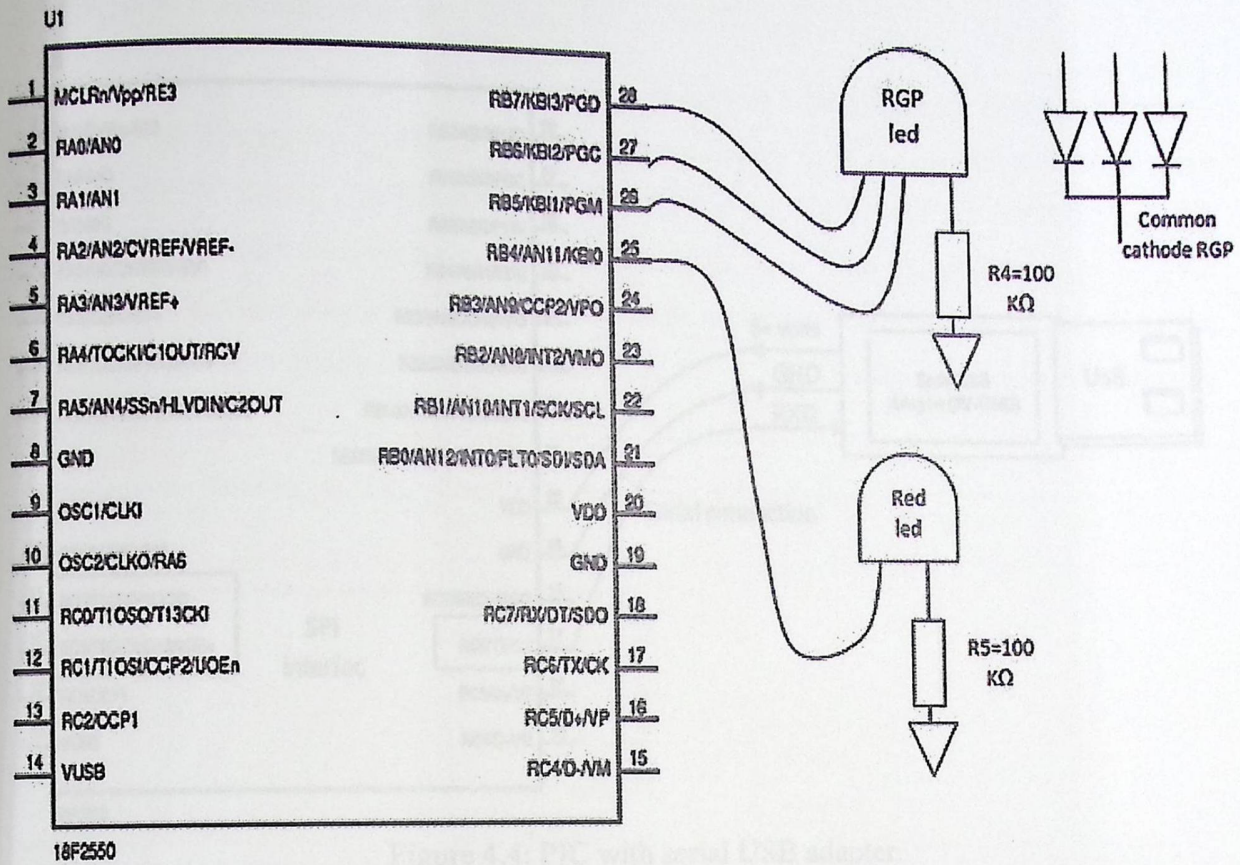 U1
1 MCLRn/Vpp/RE3
2 RA0/AN0
3 RA1/AN1
4 RA2/AN2/CVREF/VREF-
5 RA3/AN3/VREF+
6 RA4/TOCKI/C1OUT/RCV
7 RA5/AN4/SSn/HLVDIN/C2OUT
8 GND
9 OSC1/CLKI
10 OSC2/CLKO/RA6
11 RC0/T1OSO/T13CKI
12 RC1/T1OSI/CCP2/UOEn
13 RC2/CCP1
14 VUSB
RB7/KBI3/PGD 28
RB6/KBI2/PGC 27
RB5/KBI1/PGM 26
RB4/AN11/KBI0 25
RB3/AN9/CCP2/VPO 24
RB2/AN8/INT2/VMO 23
RB1/AN10/INT1/SCK/SCL 22
RB0/AN12/INT0/FLT0/SDI/SDA 21
VDD 20
GND 19
RC7/RX/DT/SDO 18
RC6/TX/CK 17
RC5/D+/VP 16
RC4/D-/VM 15
18F2550
RGP
led
R4=100
KΩ
Common
cathode RGP
Red
led
R5=100
KΩ
Figure 4.4: PIC with serial USB adapter